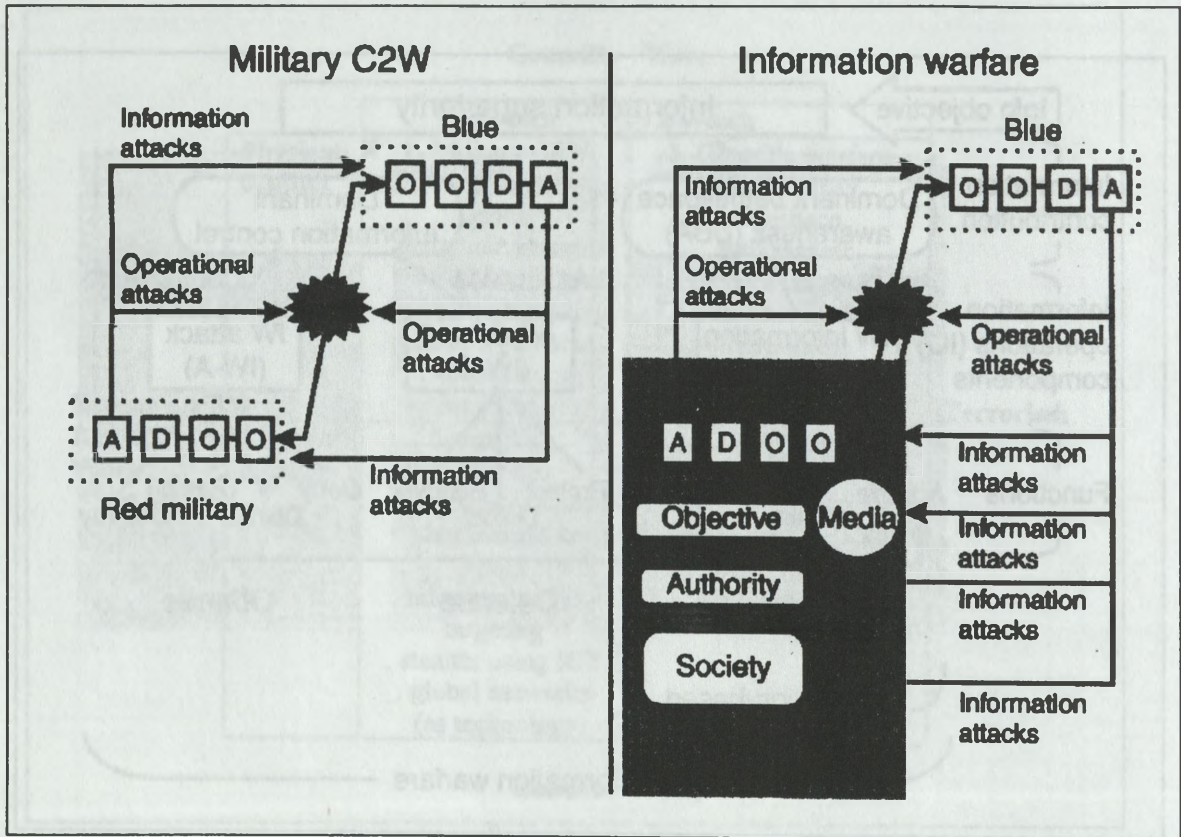 Military C2W
Information
attacks
Blue
O O D A
Operational
attacks
Operational
attacks
A D O O
Red military
Information
attacks
Information warfare
Blue
O O D A
Information
attacks
Operational
attacks
Operational
attacks
A D O O
Information
attacks
Objective
Media
Information
attacks
Authority
Information
attacks
Society
Information
attacks